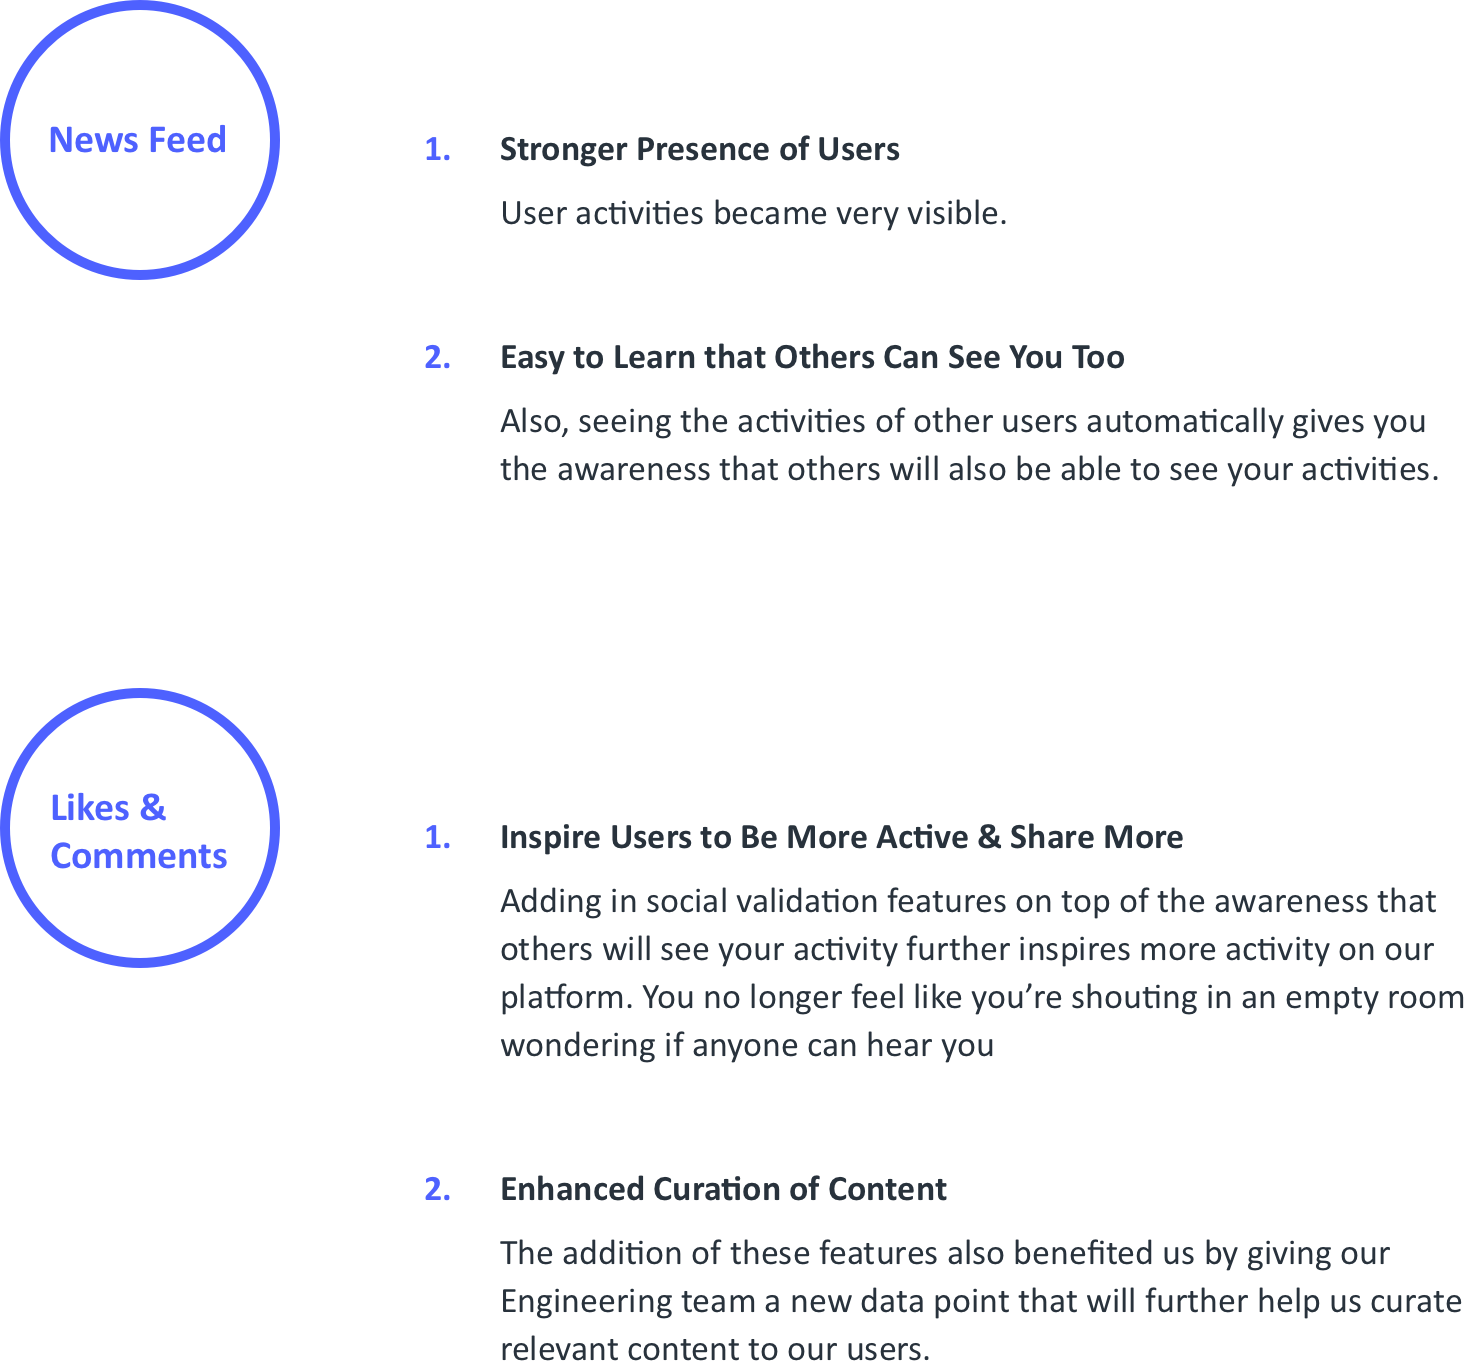 News Feed
1. Stronger Presence of Users
User activities became very visible.
2. Easy to Learn that Others Can See You Too
Also, seeing the activities of other users automatically gives you
the awareness that others will also be able to see your activities.
Likes &
Comments
1. Inspire Users to Be More Active & Share More
Adding in social validation features on top of the awareness that
others will see your activity further inspires more activity on our
platform. You no longer feel like you’re shouting in an empty room
wondering if anyone can hear you
2. Enhanced Curation of Content
The addition of these features also benefited us by giving our
Engineering team a new data point that will further help us curate
relevant content to our users.